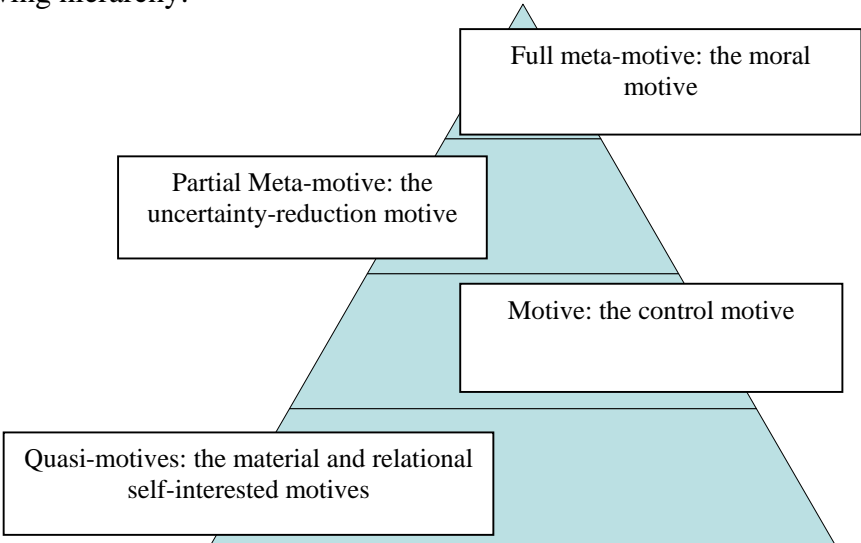 hierarchy:
Full meta-motive: the moral
motive
Partial Meta-motive: the
uncertainty-reduction motive
Motive: the control motive
Quasi-motives: the material and relational
self-interested motives